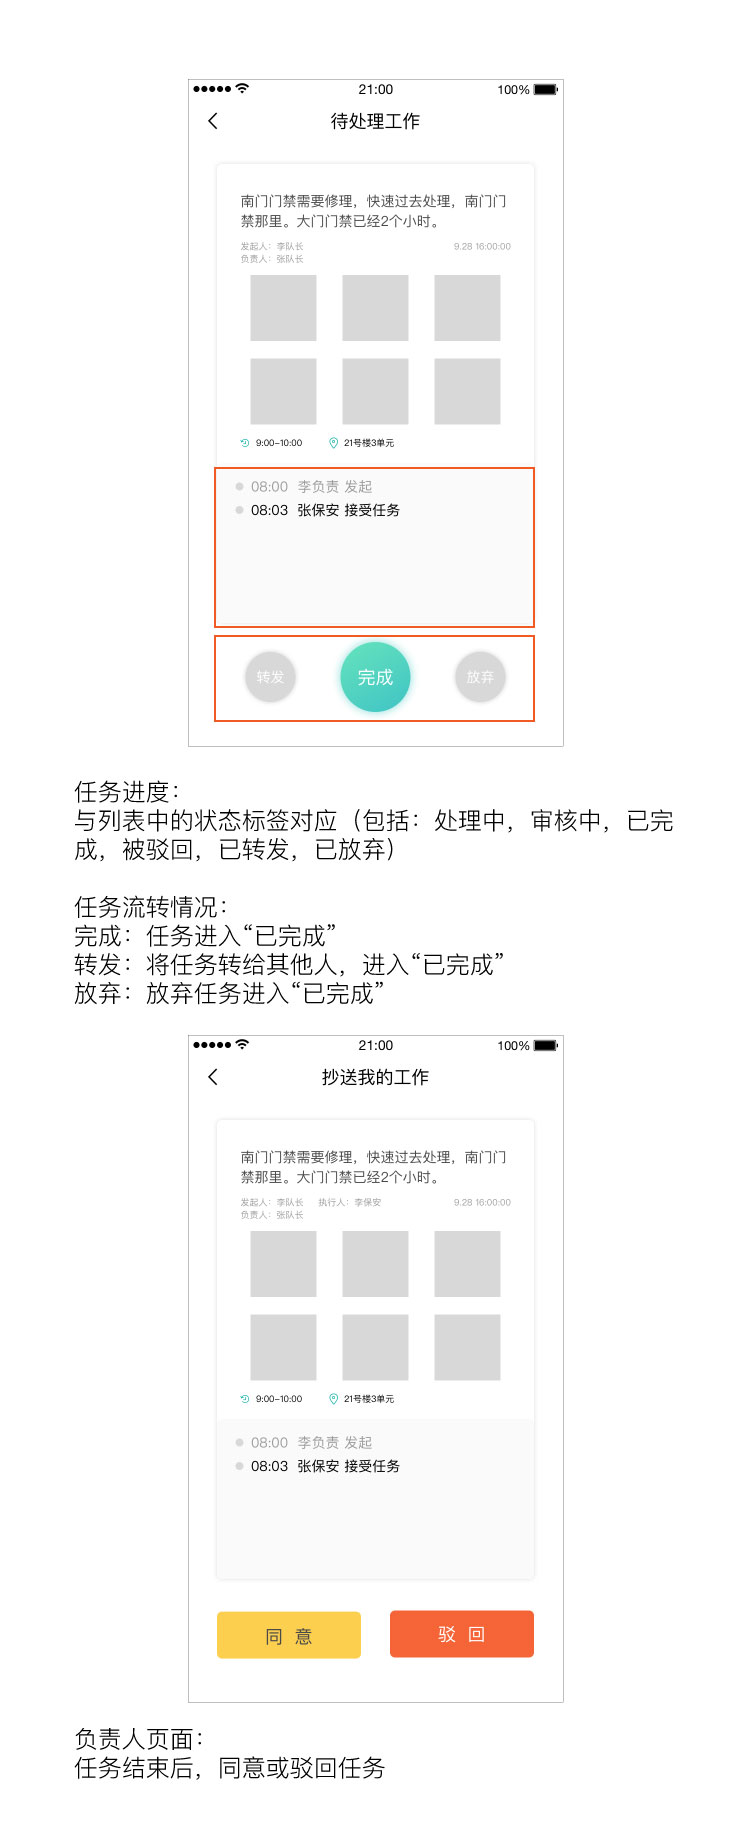 21:00
100%
待处理工作
南门门禁需要修理，快速过去处理，南门门
禁那里。大门门禁已经2个小时。
发起人：李队长
9.28 16:00:00
负责人：张队长
9:00-10:00
21号楼3单元
08:00 李负责 发起
08:03 张保安 接受任务
转发
完成
放弃
任务进度：
与列表中的状态标签对应（包括：处理中，审核中，已完
成，被驳回，已转发，已放弃）
任务流转情况：
完成：任务进入“已完成”
转发：将任务转给其他人，进入“已完成”
放弃：放弃任务进入“已完成”
21:00
100%
抄送我的工作
南门门禁需要修理，快速过去处理，南门门
禁那里。大门门禁已经2个小时。
发起人：李队长 执行人：李保安
9.28 16:00:00
负责人：张队长
9:00-10:00
21号楼3单元
08:00 李负责 发起
08:03 张保安 接受任务
同 意
驳 回
负责人页面：
任务结束后，同意或驳回任务